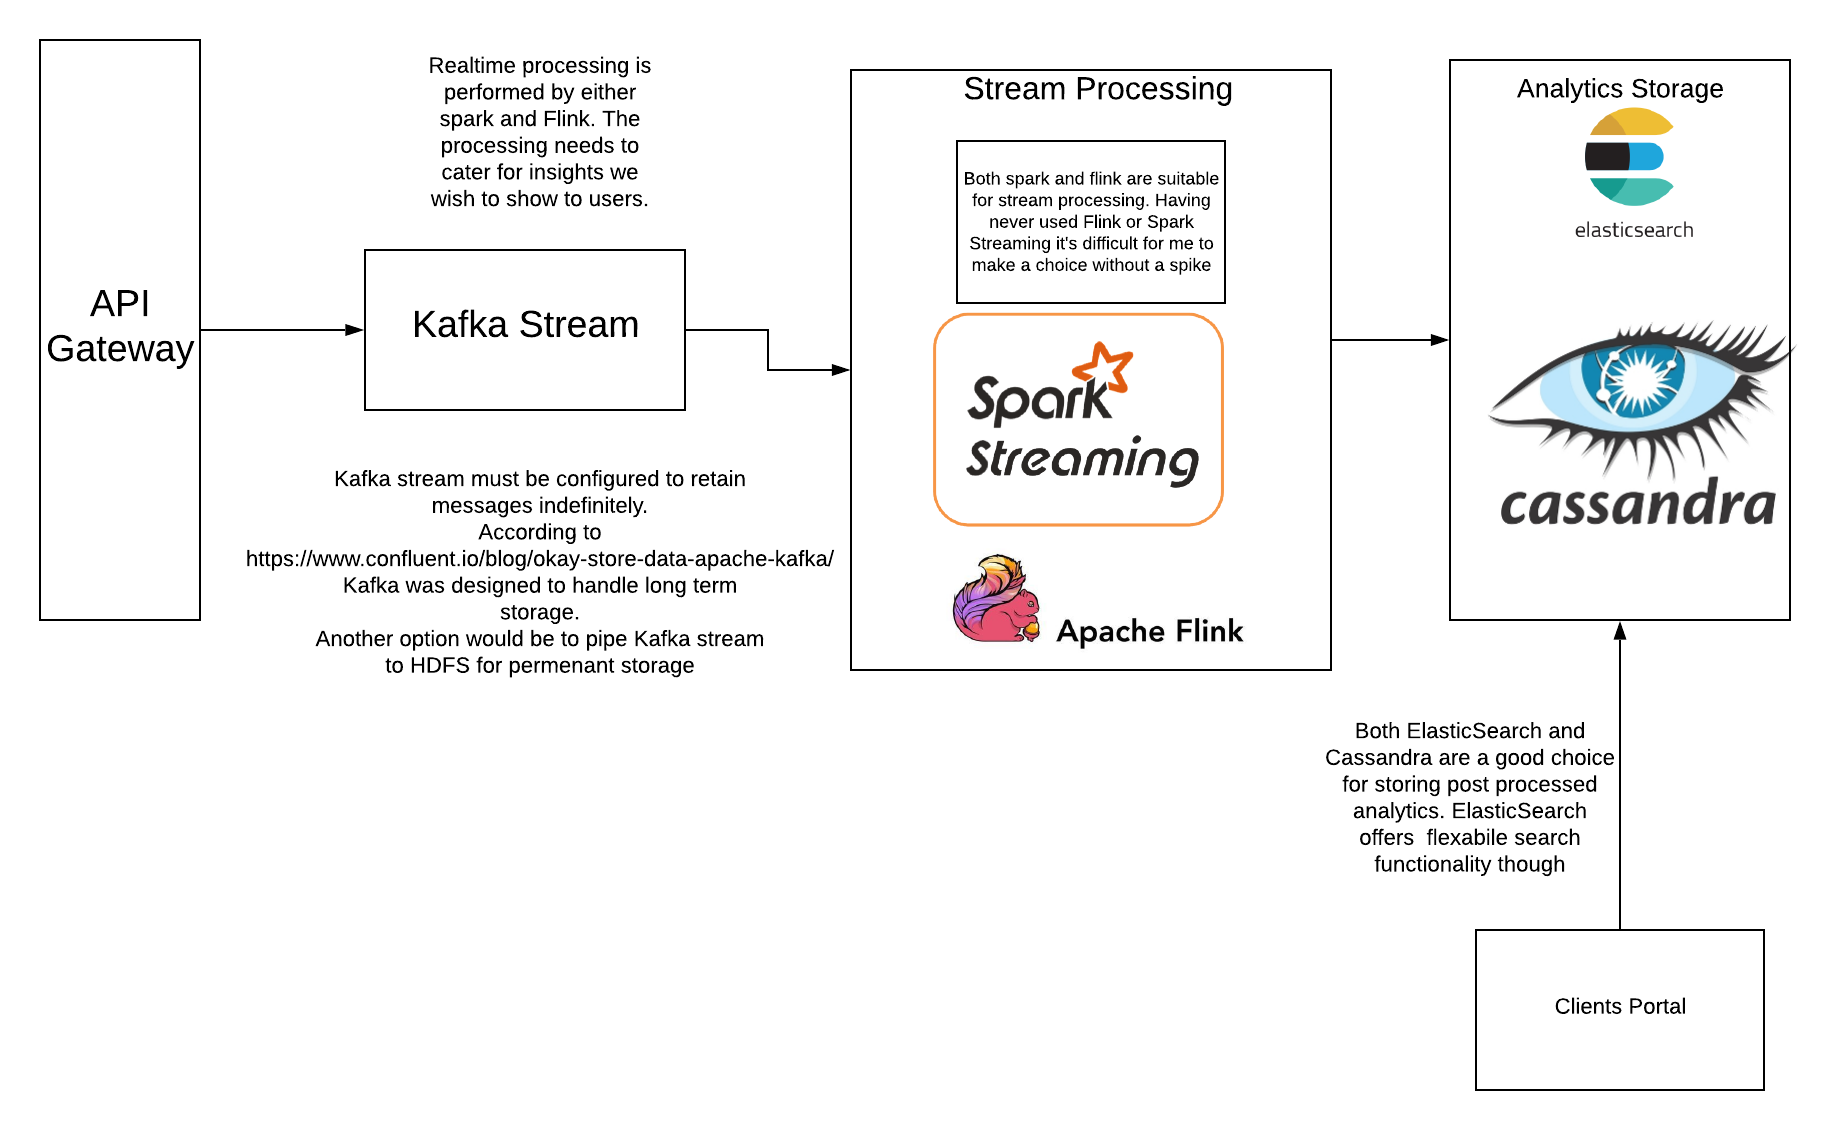 API
Gateway
Realtime processing is
performed by either
spark and Flink. The
processing needs to
cater for insights we
wish to show to users.
Kafka Stream
Kafka stream must be configured to retain
messages indefinitely.
According to
https://www.confluent.io/blog/okay-store-data-apache-kafka/
Kafka was designed to handle long term
storage.
Another option would be to pipe Kafka stream
to HDFS for permenant storage
Stream Processing
Both spark and flink are suitable
for stream processing. Having
never used Flink or Spark
Streaming it's difficult for me to
make a choice without a spike
Spark
Streaming
Apache Flink
Analytics Storage
elasticsearch
cassandra
Both ElasticSearch and
Cassandra are a good choice
for storing post processed
analytics. ElasticSearch
offers  flexabile search
functionality though
Clients Portal